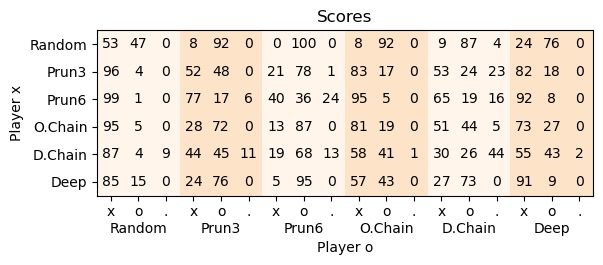 Scores
Random 53 47 0 8 92 0 0 100 0 8 92 0 9 87 4 24 76 0
Prun3 96 4 0 52 48 0 21 78 1 83 17 0 53 24 23 82 18 0
Prun6 99 1 0 77 17 6 40 36 24 95 5 0 65 19 16 92 8 0
O.Chain 95 5 0 28 72 0 13 87 0 81 19 0 51 44 5 73 27 0
D.Chain 87 4 9 44 45 11 19 68 13 58 41 1 30 26 44 55 43 2
Deep 85 15 0 24 76 0 5 95 0 57 43 0 27 73 0 91 9 0
Player x
x o . x o . x o . x o . x o . x o .
Random Prun3 Prun6 O.Chain D.Chain Deep
Player o